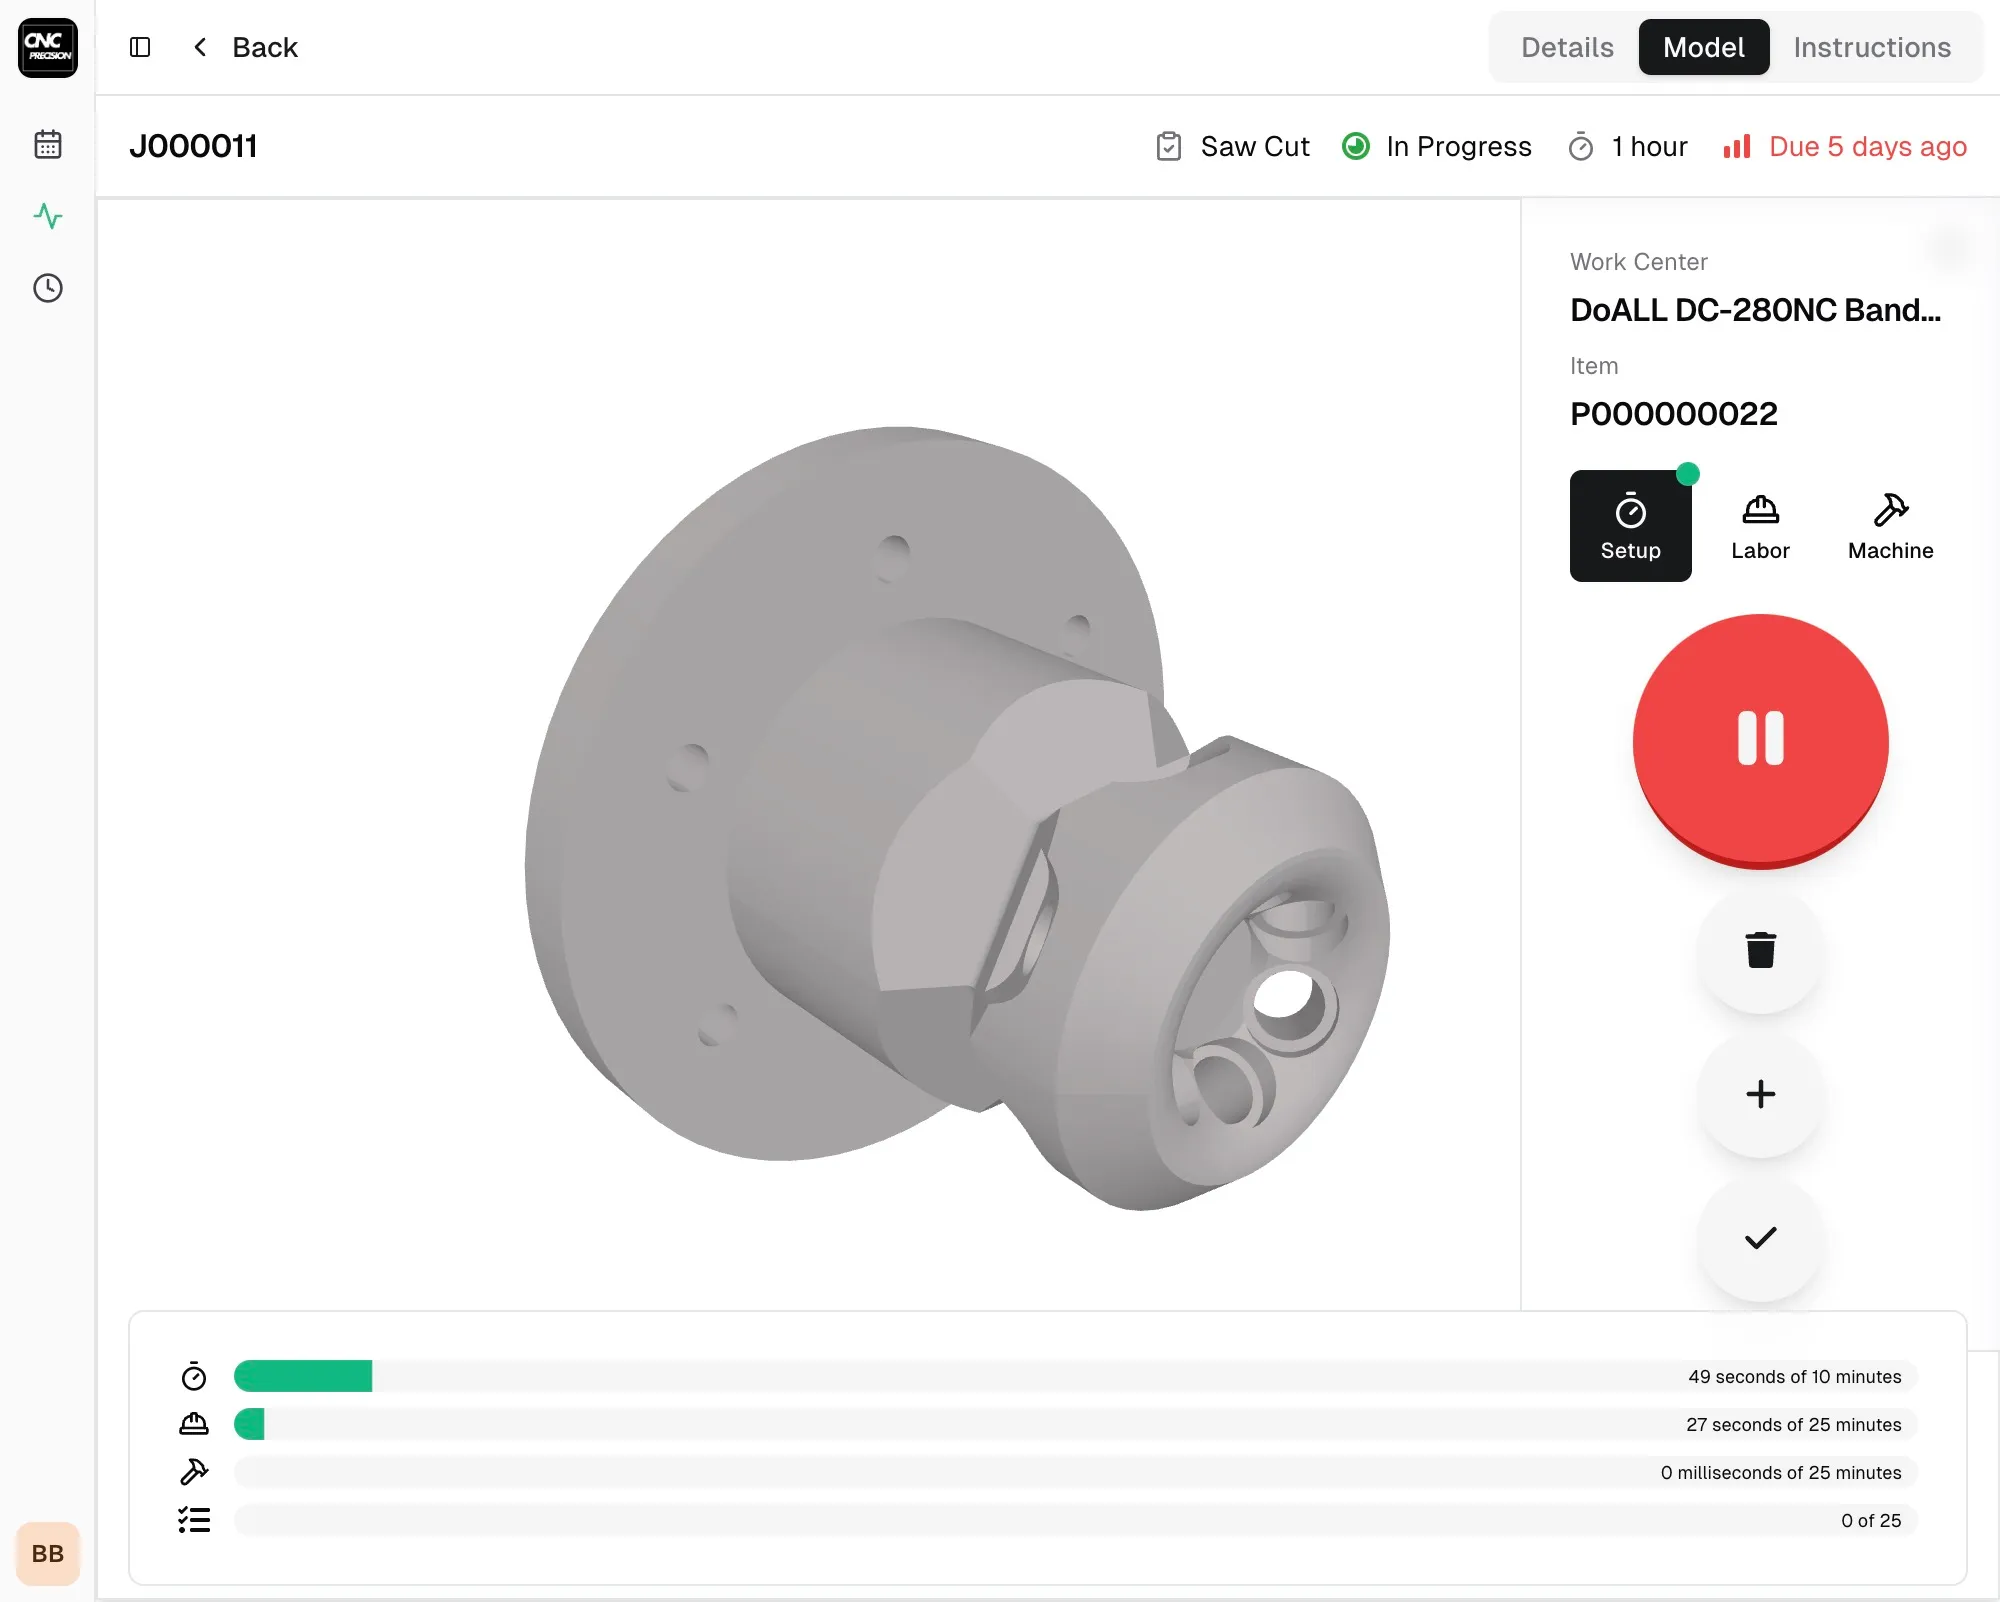 CNC
PRECISION
Back
Details
Model
Instructions
J000011
Saw Cut
In Progress
1 hour
Due 5 days ago
Work Center
DoALL DC-280NC Band...
Item
P000000022
Setup
Labor
Machine
49 seconds of 10 minutes
27 seconds of 25 minutes
0 milliseconds of 25 minutes
0 of 25
BB